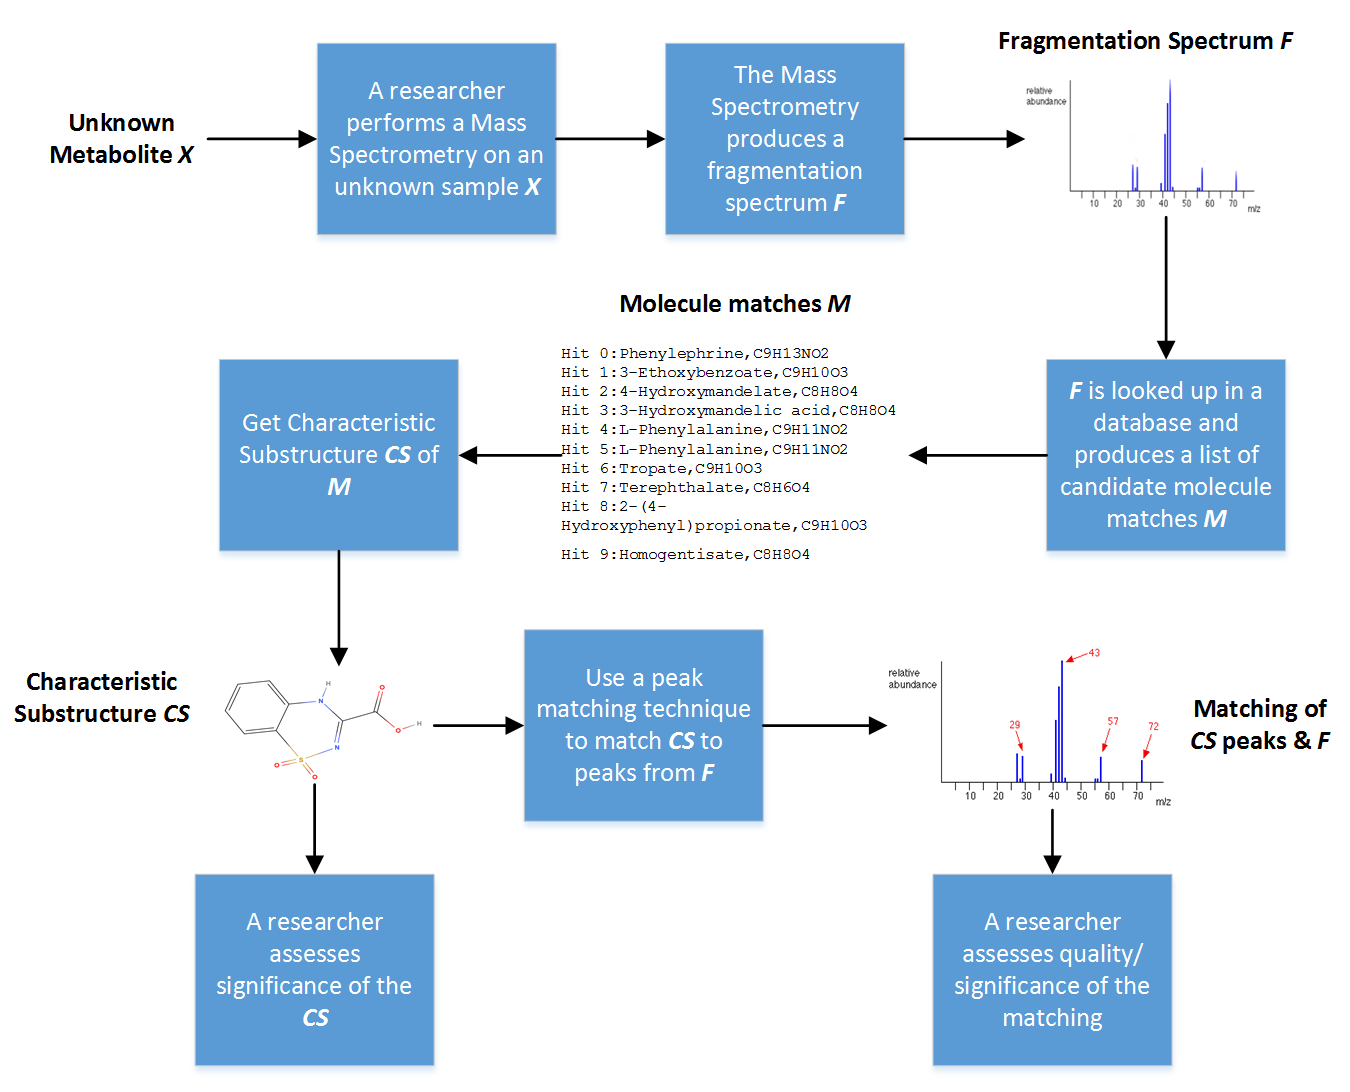 Unknown
Metabolite X
A researcher
performs a Mass
Spectrometry on an
unknown sample X
The Mass
Spectrometry
produces a
fragmentation
spectrum F
Fragmentation Spectrum F
relative
abundance
10 20 30 40 50 60 70
m/z
F is looked up in a
database and
produces a list of
candidate molecule
matches M
Molecule matches M
Hit 0:Phenylephrine,C9H13NO2
Hit 1:3-Ethoxybenzoate,C9H10O3
Hit 2:4-Hydroxymandelate,C8H8O4
Hit 3:3-Hydroxymandelic acid,C8H8O4
Hit 4:L-Phenylalanine,C9H11NO2
Hit 5:L-Phenylalanine,C9H11NO2
Hit 6:Tropate,C9H10O3
Hit 7:Terephthalate,C8H6O4
Hit 8:2-(4-
Hydroxyphenyl)propionate,C9H10O3
Hit 9:Homogentisate,C8H8O4
Get Characteristic
Substructure CS of
M
Characteristic
Substructure CS
H
N
O
O
H
N
S
O
O
Use a peak
matching technique
to match CS to
peaks from F
relative
abundance
43
29
57
72
10 20 30 40 50 60 70
m/z
Matching of
CS peaks & F
A researcher
assesses
significance of the
CS
A researcher
assesses quality/
significance of the
matching